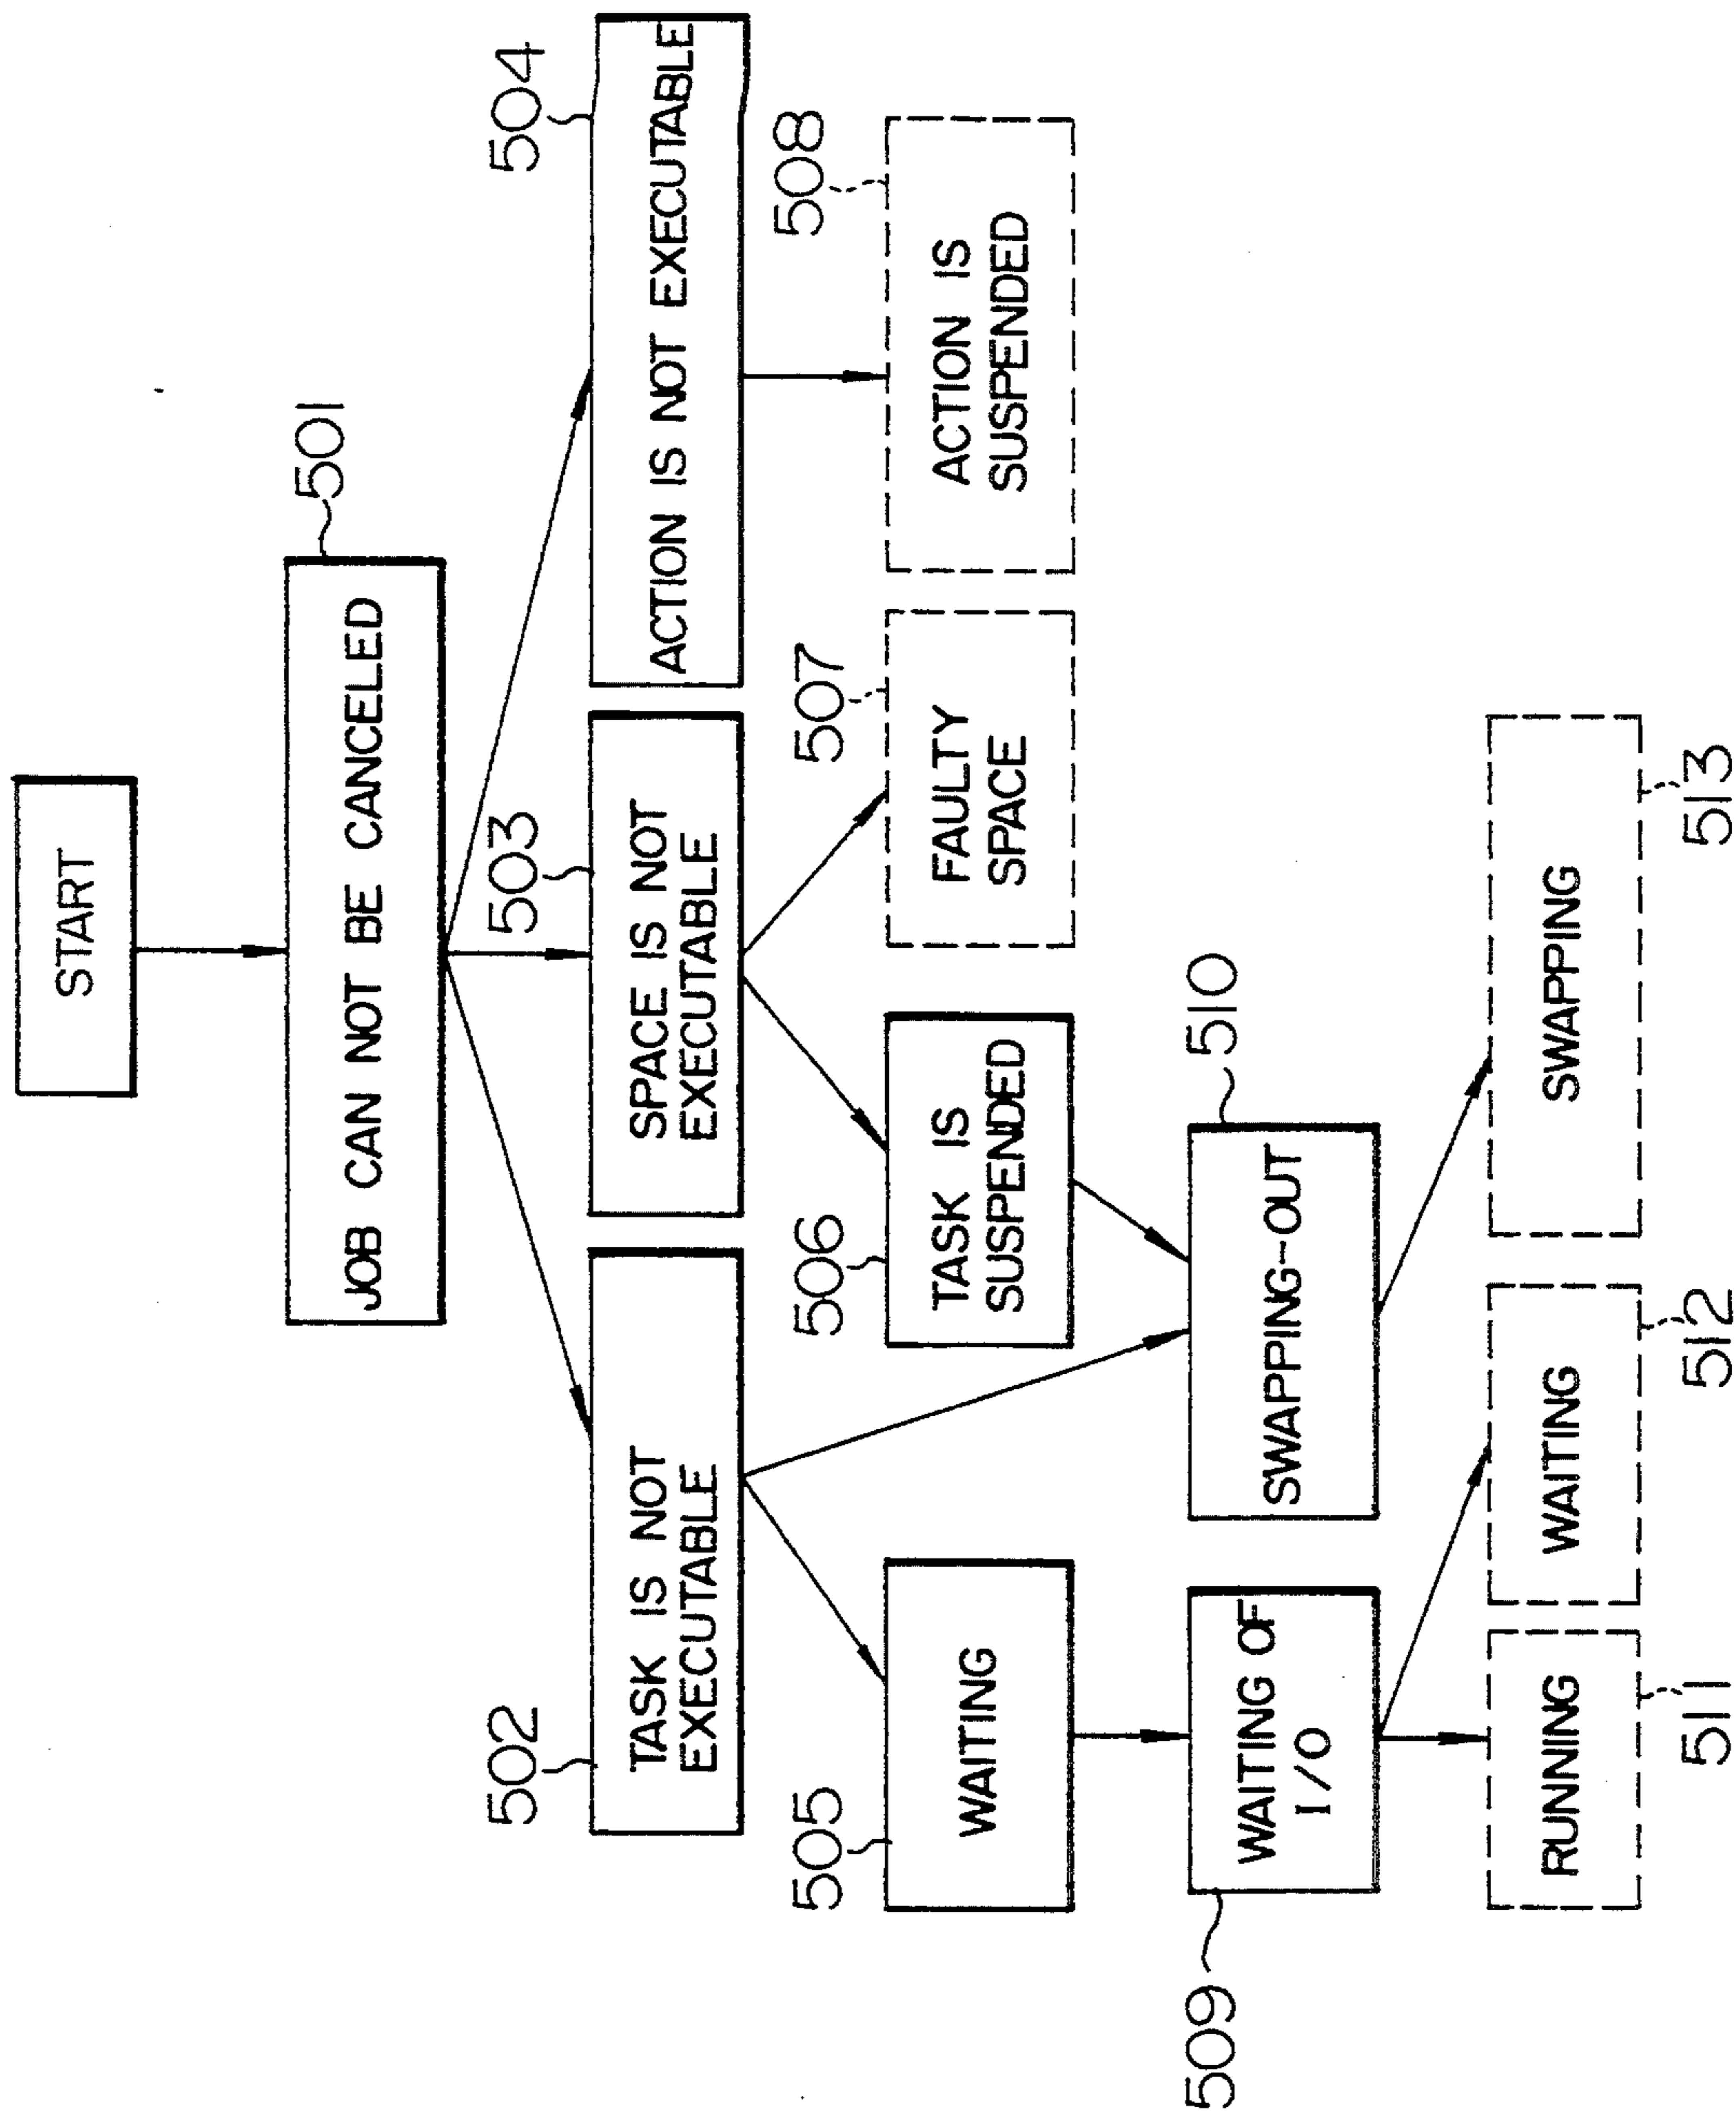 START
501
JOB CAN NOT BE CANCELED
502
TASK IS NOT
EXECUTABLE
503
SPACE IS NOT
EXECUTABLE
504
ACTION IS NOT EXECUTABLE
505
WAITING
506
TASK IS
SUSPENDED
507
FAULTY
SPACE
508
ACTION IS
SUSPENDED
509
WAITING OF
I/O
510
SWAPPING-OUT
RUNNING
511
WAITING
512
SWAPPING
513